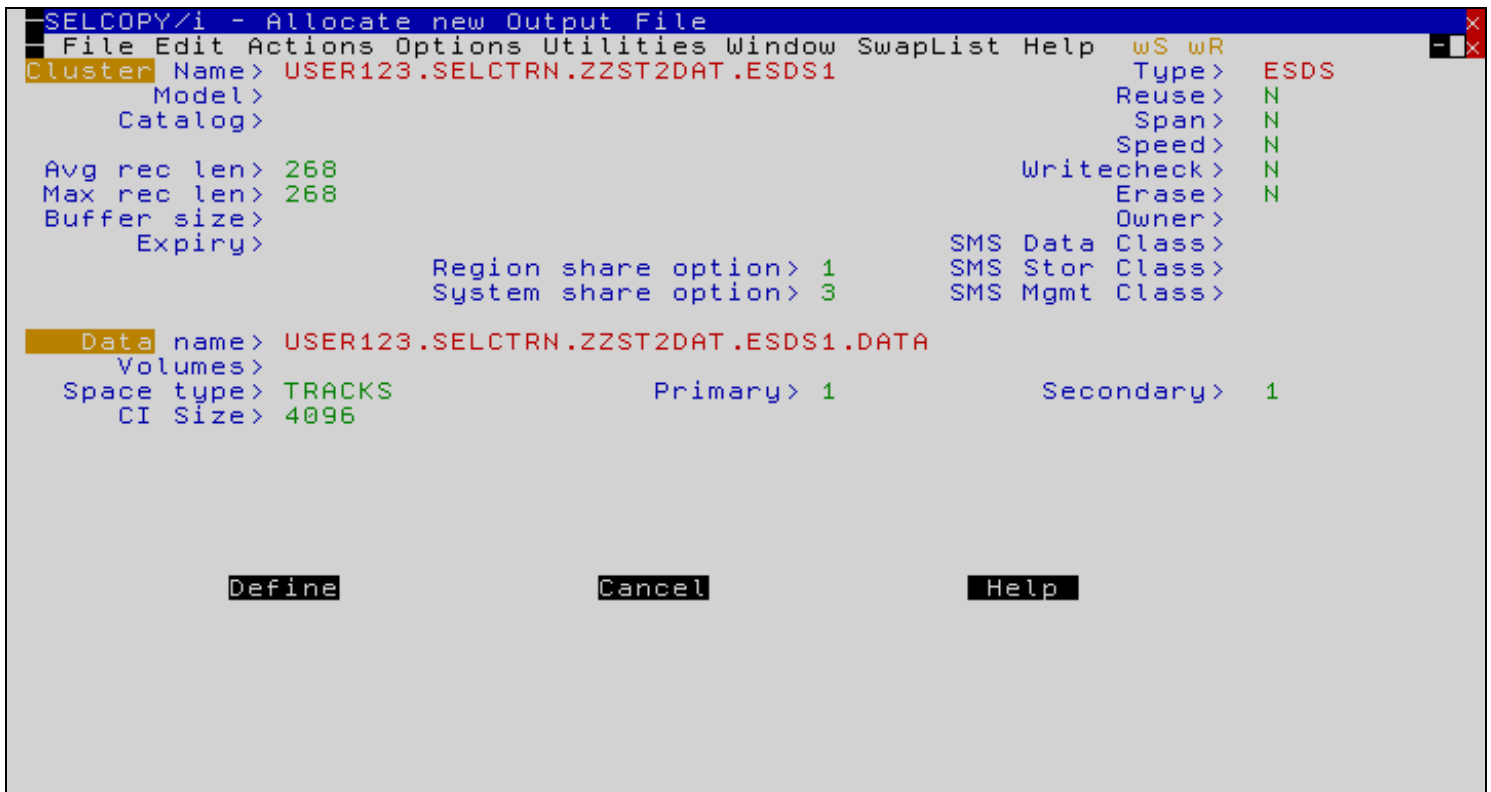 SELCOPY/i - Allocate new Output File x
File Edit Actions Options Utilities Window SwapList Help wS wR - x
Cluster Name> USER123.SELCTRN.ZZST2DAT.ESDS1 Type> ESDS
Model> Reuse> N
Catalog> Span> N
Speed> N
Avg rec len> 268 Writecheck> N
Max rec len> 268 Erase> N
Buffer size> Owner>
Expiry> SMS Data Class>
Region share option> 1 SMS Stor Class>
System share option> 3 SMS Mgmt Class>
Data name> USER123.SELCTRN.ZZST2DAT.ESDS1.DATA
Volumes>
Space type> TRACKS Primary> 1 Secondary> 1
CI Size> 4096
Define Cancel Help